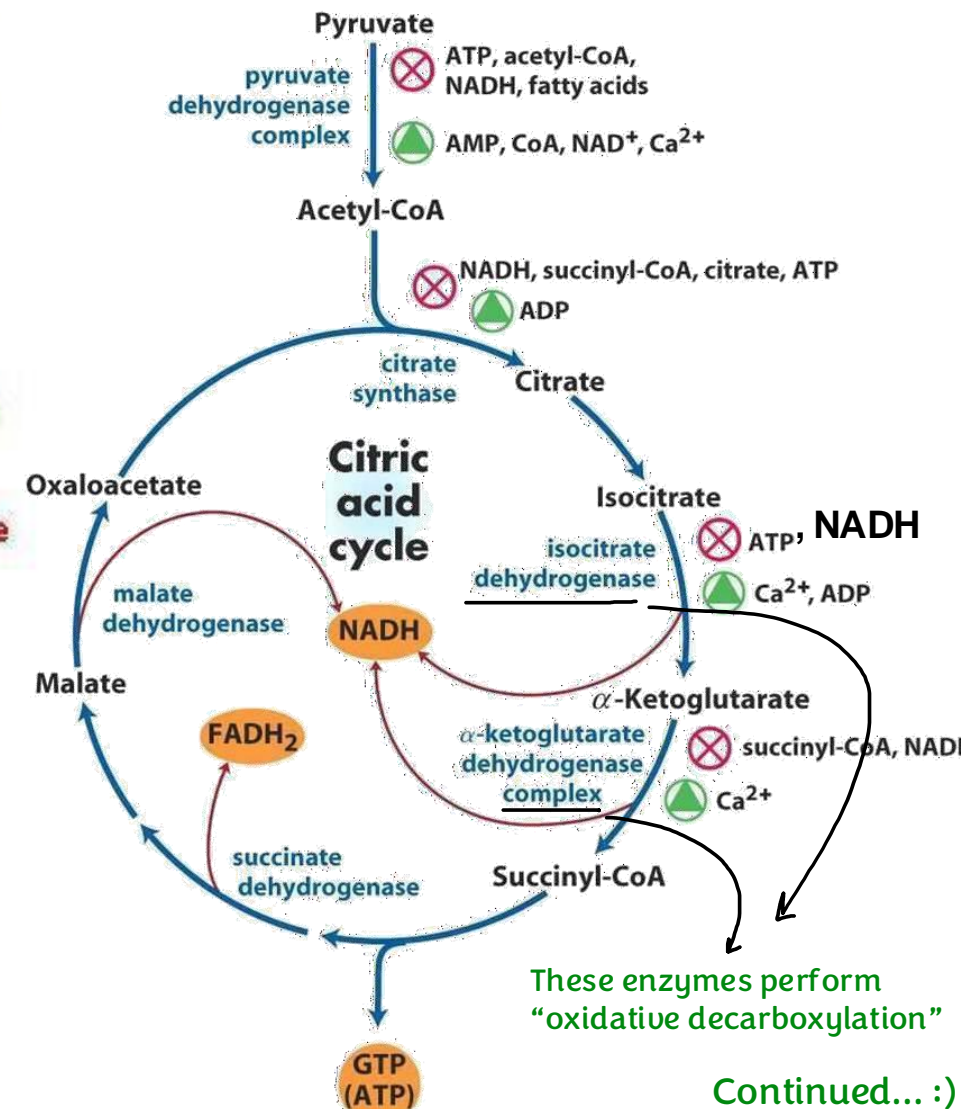 Pyruvate
pyruvate
dehydrogenase
complex
ATP, acetyl-CoA,
NADH, fatty acids
AMP, CoA, NAD⁺, Ca²⁺
Acetyl-CoA
NADH, succinyl-CoA, citrate, ATP
ADP
citrate
synthase
Citrate
Citric
acid
cycle
Oxaloacetate
Isocitrate
isocitrate
dehydrogenase
ATP, NADH
Ca²⁺, ADP
malate
dehydrogenase
NADH
Malate
α-Ketoglutarate
FADH₂
α-ketoglutarate
dehydrogenase
complex
succinyl-CoA,
Ca²⁺
succinate
dehydrogenase
Succinyl-CoA
These enzymes perform
“oxidative decarboxylation”
GTP
(ATP)
Continued... :)